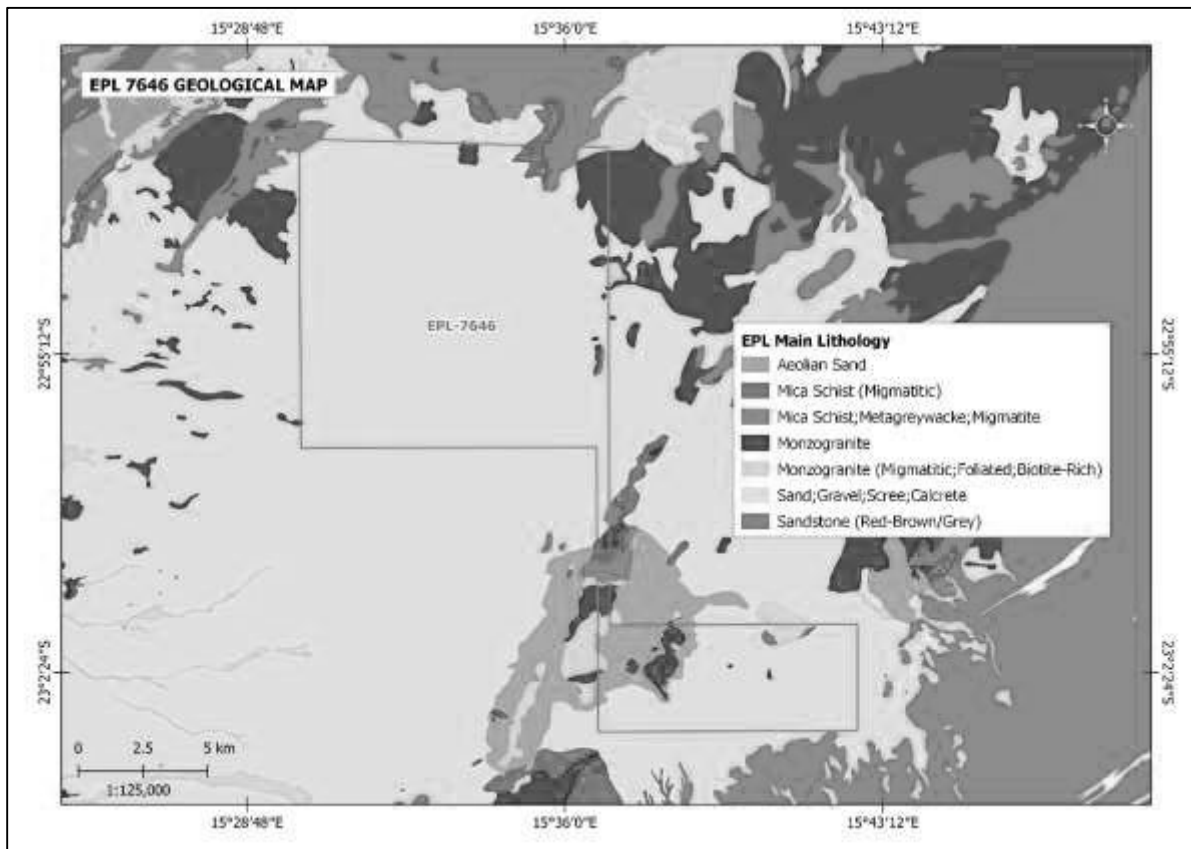 15°28'48"E
15°36'0"E
15°43'12"E
EPL 7646 GEOLOGICAL MAP
22°55'12"S
22°55'12"S
EPL-7646
EPL Main Lithology
Aeolian Sand
Mica Schist (Migmatitic)
Mica Schist;Metagreywacke;Migmatite
Monzogranite
Monzogranite (Migmatitic;Foliated;Biotite-Rich)
Sand;Gravel;Scree;Calcrete
Sandstone (Red-Brown/Grey)
23°2'24"S
23°2'24"S
0 2.5 5 km
1:125,000
15°28'48"E
15°36'0"E
15°43'12"E